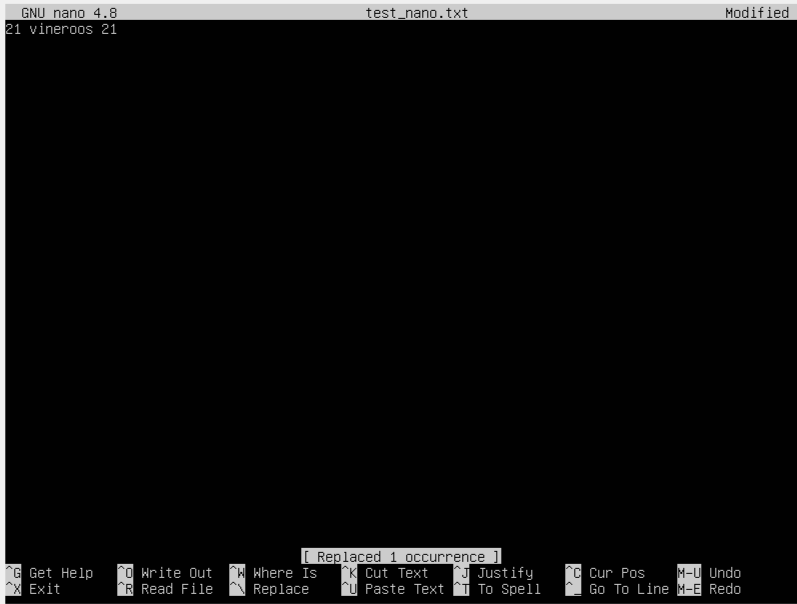 GNU nano 4.8 test_nano.txt Modified
21 vineroos 21
[ Replaced 1 occurrence ]
^G Get Help ^O Write Out ^W Where Is ^K Cut Text ^J Justify ^C Cur Pos M-U Undo
^X Exit ^R Read File ^\ Replace ^U Paste Text ^T To Spell ^_ Go To Line M-E Redo